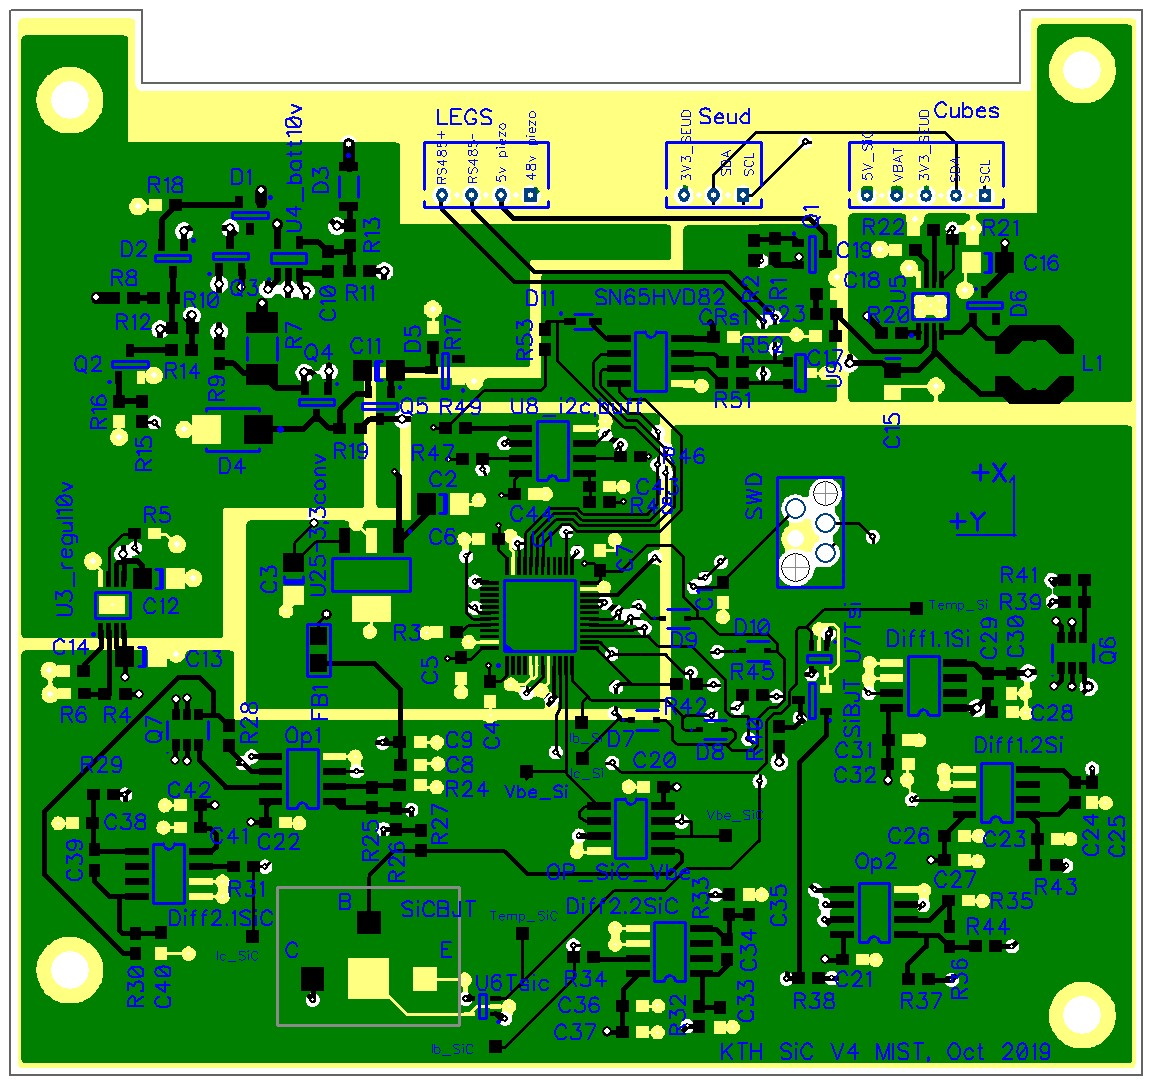 LEGS
Seud
Cubes
RS485+
RS485-
5v piezo
48v piezo
3V3_SEUD
SDA
SCL
5V_SiC
VBAT
3V3_SEUD
SDA
SCL
R18
D1
U4_batt10v
D3
D2
Q3
R13
R8
R10
C10
R11
R12
R7
Q2
R14
R9
Q4
C11
D5
R17
R16
R15
D4
R19
Q5
R49
D11
R53
SN65HVD82
CRs1
R52
R51
R2
R1
Q1
C19
C18
R23
C17
U9
R22
R21
U5
R20
C16
D6
L1
C15
U8_i2c,buff
R47
R46
C43
R48
C44
C2
C6
U1
C7
SWD
+X
+Y
U3_regul10v
R5
C12
C14
C13
R6
R4
C3
U25-3,3conv
FB1
R3
C5
C4
C1
D9
D10
R45
R42
D7
D8
R40
Temp_Si
U7Tsi
SiBJT
Diff1.1Si
C29
C30
R41
R39
Q6
C28
C31
C32
Diff1.2Si
C26
C23
C27
C24
C25
R43
Q7
R28
Op1
C9
C8
R24
R29
C42
C38
C41
C39
C22
R25
R26
R27
R31
Diff2.1SiC
Ic_SiC
R30
C40
Ib_Si
Ic_Si
Vbe_Si
C20
Vbe_SiC
OP_SiC_Vbe
SiCBJT
B
C
E
Temp_SiC
U6Tsic
Ib_SiC
Diff2.2SiC
R33
C35
R34
C34
C36
C37
R32
C33
Op2
R35
R44
C21
R36
R38
R37
KTH SiC V4 MIST, Oct 2019